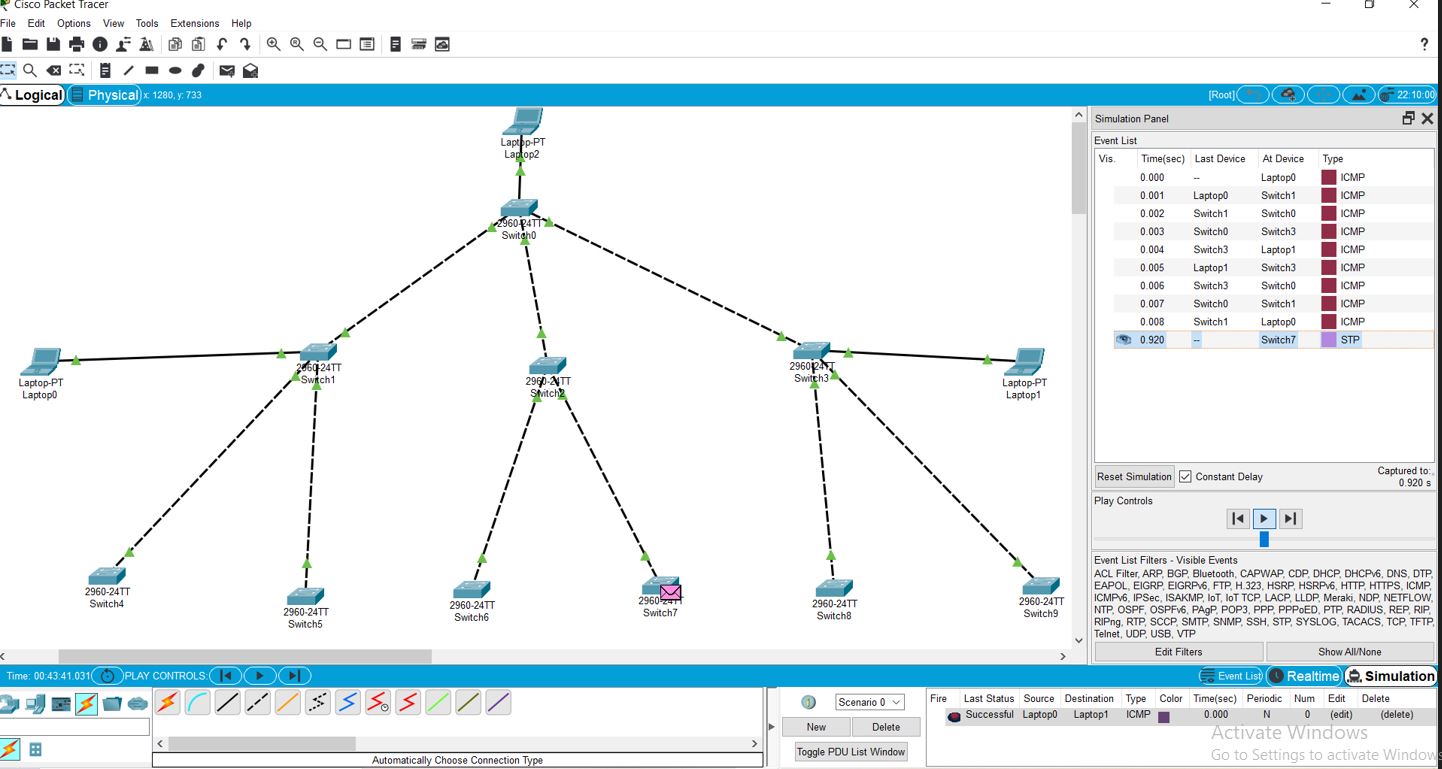 Cisco Packet Tracer
File Edit Options View Tools Extensions Help
?
Logical Physical x: 1280, y: 733
[Root] 22:10:00
Laptop-PT
Laptop2
2960-24TT
Switch0
Laptop-PT
Laptop0
2960-24TT
Switch1
2960-24TT
Switch2
2960-24TT
Switch3
Laptop-PT
Laptop1
2960-24TT
Switch4
2960-24TT
Switch5
2960-24TT
Switch6
2960-24TT
Switch7
2960-24TT
Switch8
2960-24TT
Switch9
Simulation Panel
Event List
Vis. Time(sec) Last Device At Device Type
0.000 -- Laptop0 ICMP
0.001 Laptop0 Switch1 ICMP
0.002 Switch1 Switch0 ICMP
0.003 Switch0 Switch3 ICMP
0.004 Switch3 Laptop1 ICMP
0.005 Laptop1 Switch3 ICMP
0.006 Switch3 Switch0 ICMP
0.007 Switch0 Switch1 ICMP
0.008 Switch1 Laptop0 ICMP
0.920 -- Switch7 STP
Reset Simulation Constant Delay
Captured to:
0.920 s
Play Controls
Event List Filters - Visible Events
ACL Filter, ARP, BGP, Bluetooth, CAPWAP, CDP, DHCP, DHCPv6, DNS, DTP,
EAPOL, EIGRP, EIGRPv6, FTP, H.323, HSRP, HSRPv6, HTTP, HTTPS, ICMP,
ICMPv6, IPSec, ISAKMP, IoT, IoT TCP, LACP, LLDP, Meraki, NDP, NETFLOW,
NTP, OSPF, OSPFv6, PAgP, POP3, PPP, PPPoED, PTP, RADIUS, REP, RIP,
RIPng, RTP, SCCP, SMTP, SNMP, SSH, STP, SYSLOG, TACACS, TCP, TFTP,
Telnet, UDP, USB, VTP
Edit Filters Show All/None
Time: 00:43:41.031 PLAY CONTROLS:
Event List Realtime Simulation
Automatically Choose Connection Type
Scenario 0
New Delete
Toggle PDU List Window
Fire Last Status Source Destination Type Color Time(sec) Periodic Num Edit Delete
Successful Laptop0 Laptop1 ICMP 0.000 N 0 (edit) (delete)
Activate Windows
Go to Settings to activate Windows